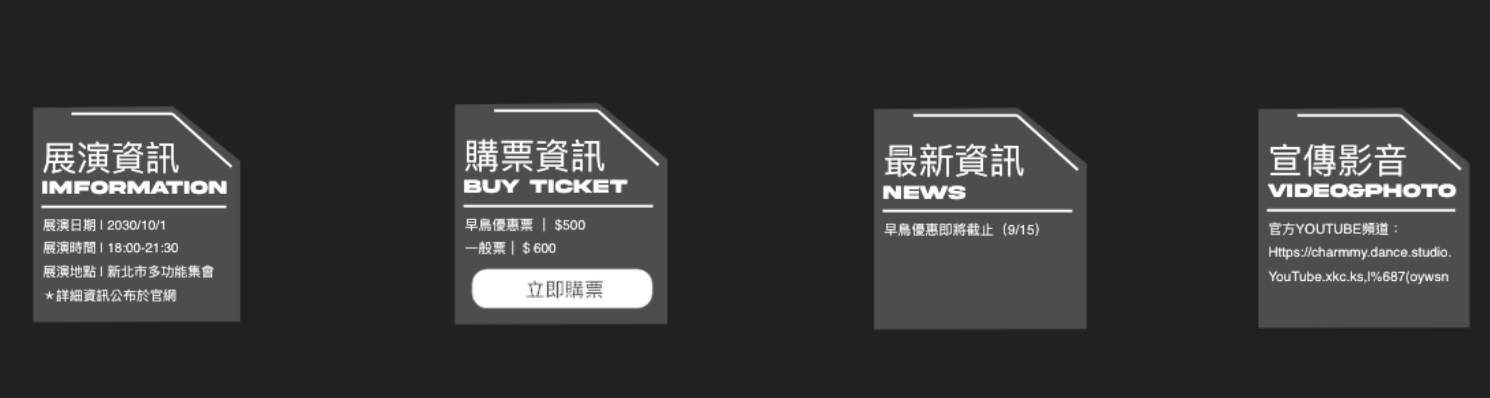 展演資訊
IMFORMATION
展演日期 | 2030/10/1
展演時間 | 18:00-21:30
展演地點 | 新北市多功能集會
★詳細資訊公布於官網
購票資訊
BUY TICKET
早鳥優惠票 | $500
一般票 | $ 600
立即購票
最新資訊
NEWS
早鳥優惠即將截止（9/15）
宣傳影音
VIDEO&PHOTO
官方YOUTUBE頻道：
Https://charmmy.dance.studio.
YouTube.xkc.ks,l%687(oywsn